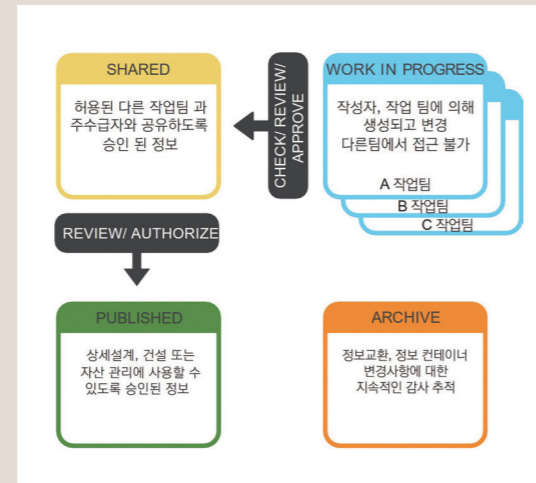 SHARED
허용된 다른 작업팀 과
주수급자와 공유하도록
승인 된 정보
CHECK/ REVIEW/
APPROVE
WORK IN PROGRESS
작성자, 작업 팀에 의해
생성되고 변경
다른팀에서 접근 불가
A 작업팀
B 작업팀
C 작업팀
REVIEW/ AUTHORIZE
PUBLISHED
상세설계, 건설 또는
자산 관리에 사용할 수
있도록 승인된 정보
ARCHIVE
정보교환, 정보 컨테이너
변경사항에 대한
지속적인 감사 추적